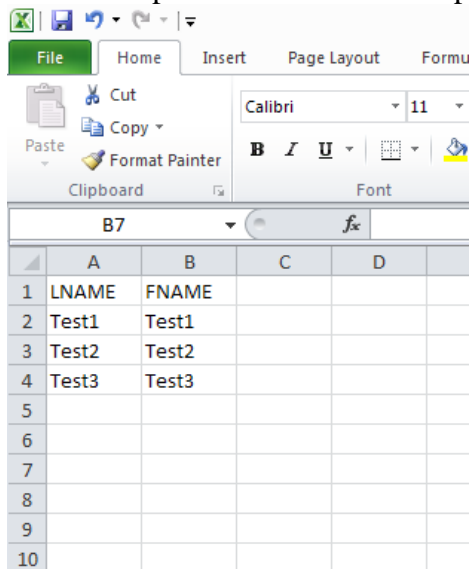 File Home Insert Page Layout Formu
Cut
Calibri 11
Copy
Paste
Format Painter
B I U
Clipboard Font
B7 fx
A B C D
1 LNAME FNAME
2 Test1 Test1
3 Test2 Test2
4 Test3 Test3
5
6
7
8
9
10